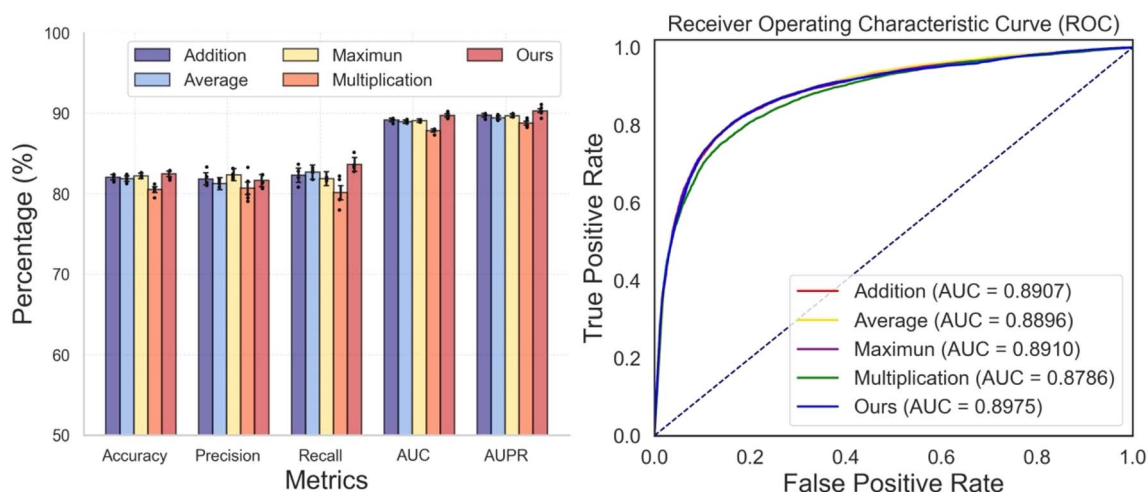 100
90
80
70
60
50
Percentage (%)
Addition
Average
Maximun
Multiplication
Ours
Accuracy
Precision
Recall
AUC
AUPR
Metrics
Receiver Operating Characteristic Curve (ROC)
1.0
0.8
0.6
0.4
0.2
0.0
True Positive Rate
Addition (AUC = 0.8907)
Average (AUC = 0.8896)
Maximun (AUC = 0.8910)
Multiplication (AUC = 0.8786)
Ours (AUC = 0.8975)
0.0 0.2 0.4 0.6 0.8 1.0
False Positive Rate